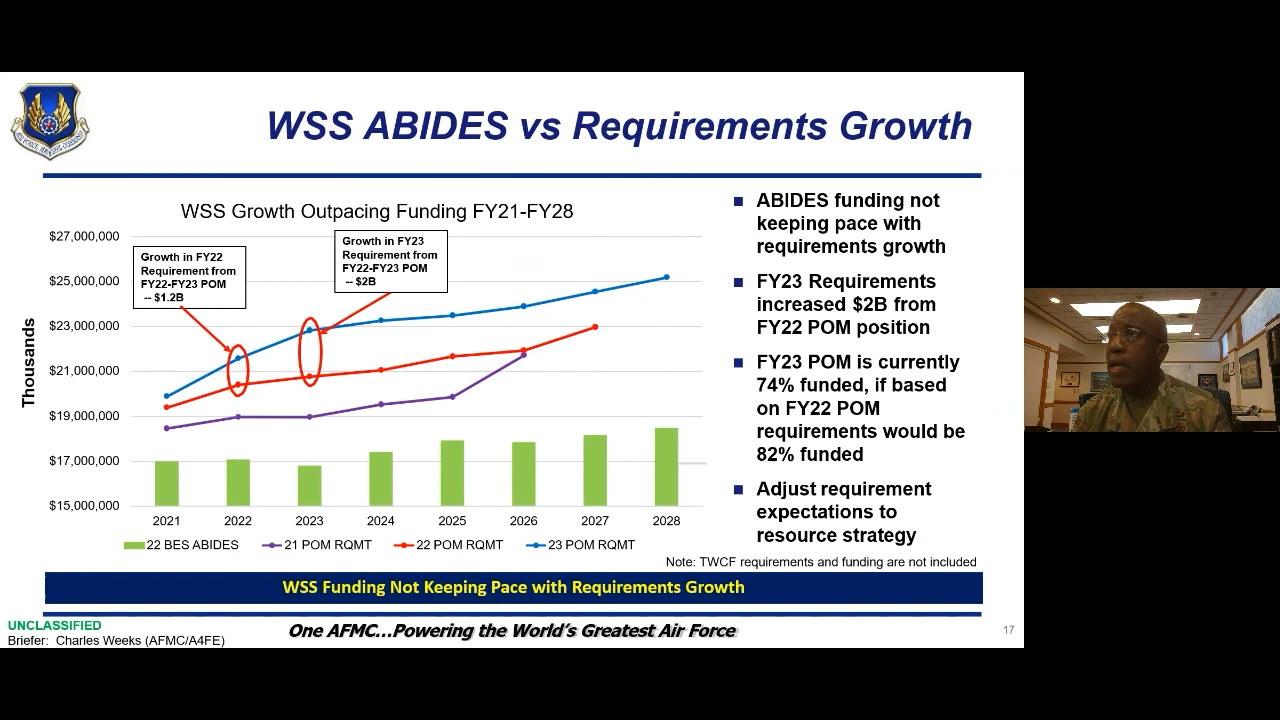 WSS ABIDES vs Requirements Growth
WSS Growth Outpacing Funding FY21-FY28
Thousands
$27,000,000
$25,000,000
$23,000,000
$21,000,000
$19,000,000
$17,000,000
$15,000,000
Growth in FY22
Requirement from
FY22-FY23 POM
-- $1.2B
Growth in FY23
Requirement from
FY22-FY23 POM
-- $2B
2021 2022 2023 2024 2025 2026 2027 2028
22 BES ABIDES 21 POM RQMT 22 POM RQMT 23 POM RQMT
ABIDES funding not
keeping pace with
requirements growth
FY23 Requirements
increased $2B from
FY22 POM position
FY23 POM is currently
74% funded, if based
on FY22 POM
requirements would be
82% funded
Adjust requirement
expectations to
resource strategy
Note: TWCF requirements and funding are not included
WSS Funding Not Keeping Pace with Requirements Growth
UNCLASSIFIED
Briefer: Charles Weeks (AFMC/A4FE)
One AFMC...Powering the World's Greatest Air Force
17